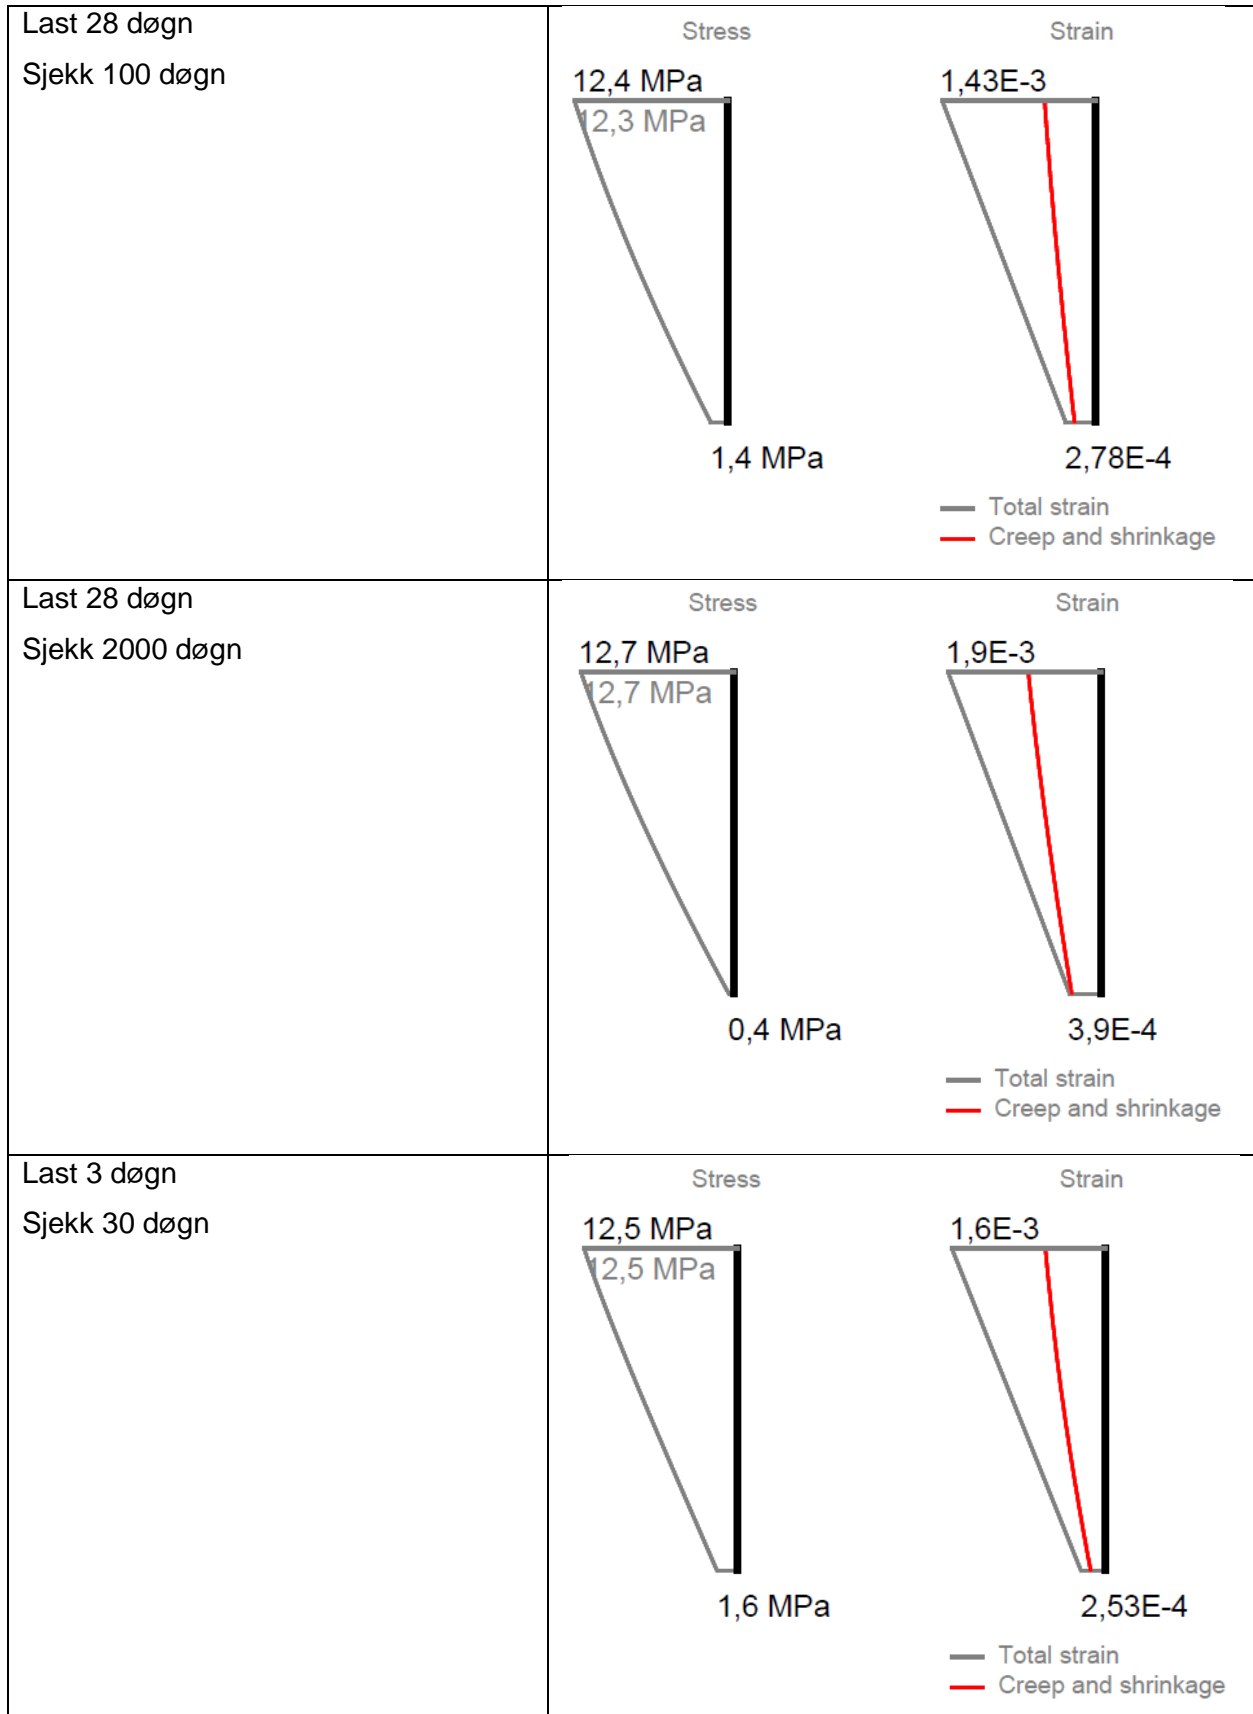 Last 28 døgn
Sjekk 100 døgn
Stress
Strain
12,4 MPa
1,43E-3
12,3 MPa
1,4 MPa
2,78E-4
Total strain
Creep and shrinkage
Last 28 døgn
Sjekk 2000 døgn
Stress
Strain
12,7 MPa
1,9E-3
12,7 MPa
0,4 MPa
3,9E-4
Total strain
Creep and shrinkage
Last 3 døgn
Sjekk 30 døgn
Stress
Strain
12,5 MPa
1,6E-3
12,5 MPa
1,6 MPa
2,53E-4
Total strain
Creep and shrinkage